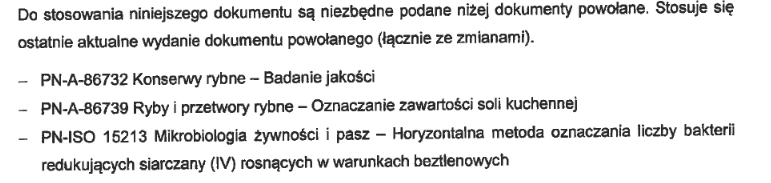 Do stosowania niniejszego dokumentu są niezbędne podane niżej dokumenty powołane. Stosuje się
ostatnie aktualne wydanie dokumentu powołanego (łącznie ze zmianami).
– PN-A-86732 Konserwy rybne – Badanie jakości
– PN-A-86739 Ryby i przetwory rybne – Oznaczanie zawartości soli kuchennej
– PN-ISO 15213 Mikrobiologia żywności i pasz – Horyzontalna metoda oznaczania liczby bakterii
redukujących siarczany (IV) rosnących w warunkach beztlenowych